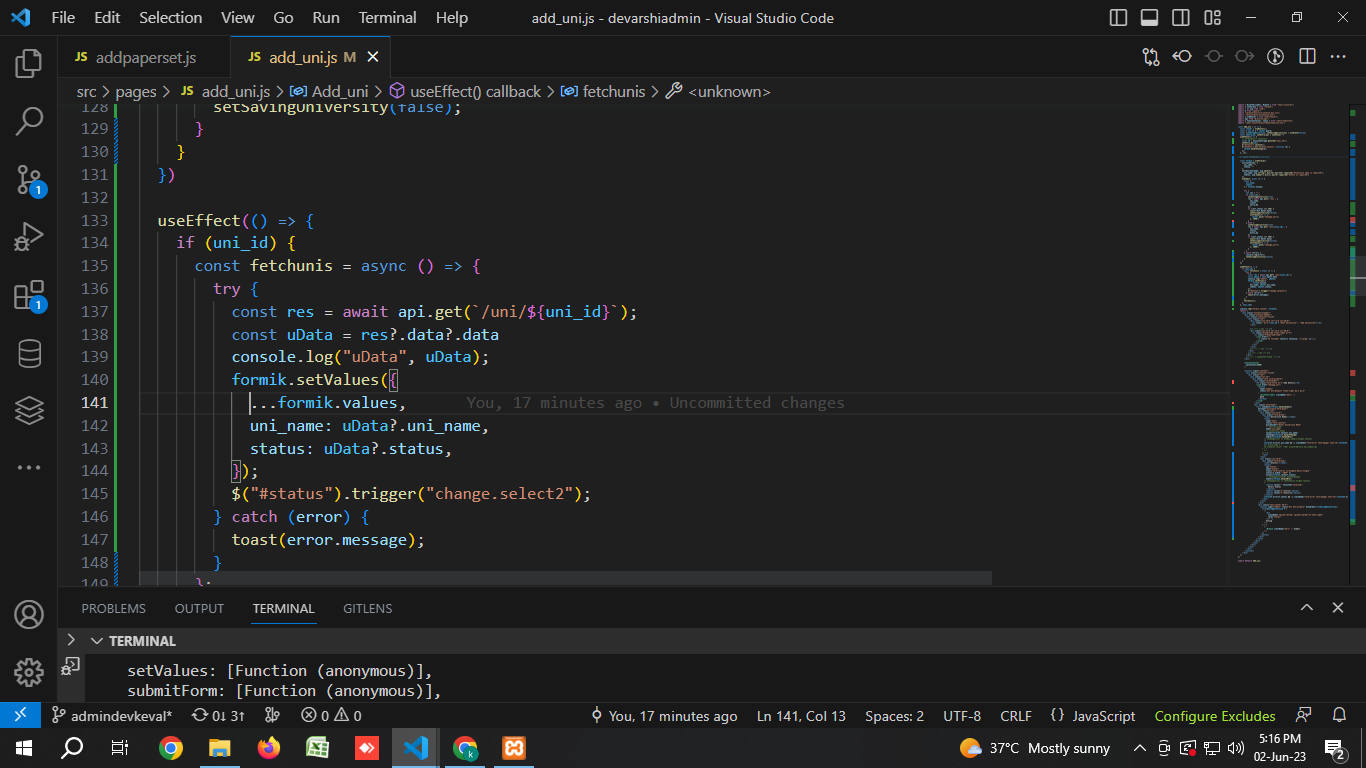 File Edit Selection View Go Run Terminal Help add_uni.js - devarshiadmin - Visual Studio Code
JS addpaperset.js JS add_uni.js M
src > pages > JS add_uni.js > Add_uni > useEffect() callback > fetchunis > <unknown>
128 setSavingUniversity(false);
129 }
130 }
131 })
132
133 useEffect(() => {
134 if (uni_id) {
135 const fetchunis = async () => {
136 try {
137 const res = await api.get(`/uni/${uni_id}`);
138 const uData = res?.data?.data
139 console.log("uData", uData);
140 formik.setValues({
141 ...formik.values, You, 17 minutes ago • Uncommitted changes
142 uni_name: uData?.uni_name,
143 status: uData?.status,
144 });
145 $("#status").trigger("change.select2");
146 } catch (error) {
147 toast(error.message);
148 }
149 };
1
1
PROBLEMS OUTPUT TERMINAL GITLENS
TERMINAL
setValues: [Function (anonymous)],
submitForm: [Function (anonymous)],
admindevkeval* 0↓ 3↑ 0 0 You, 17 minutes ago Ln 141, Col 13 Spaces: 2 UTF-8 CRLF {} JavaScript Configure Excludes
37°C Mostly sunny
5:16 PM
02-Jun-23
2